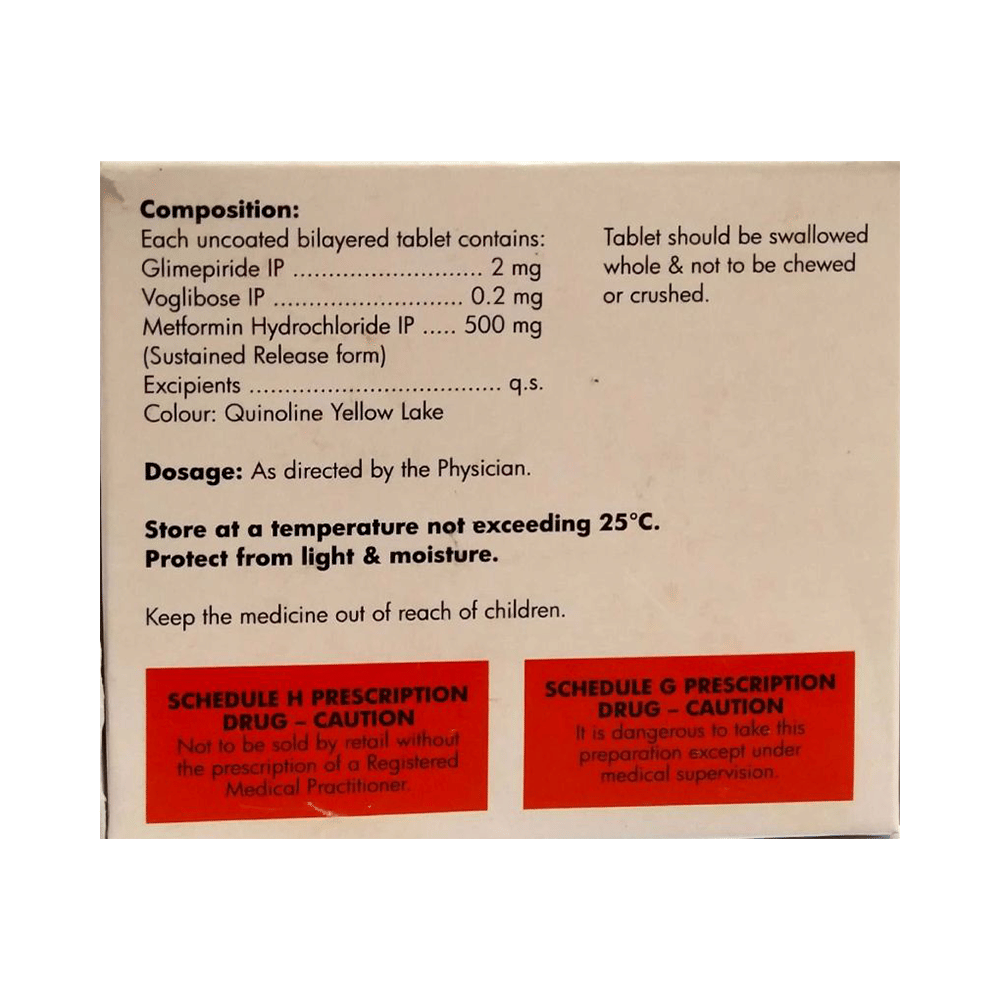 Composition:
Each uncoated bilayered tablet contains:
Glimepiride IP ............................ 2 mg
Voglibose IP ............................ 0.2 mg
Metformin Hydrochloride IP ..... 500 mg
(Sustained Release form)
Excipients .................................... q.s.
Colour: Quinoline Yellow Lake
Tablet should be swallowed
whole & not to be chewed
or crushed.
Dosage: As directed by the Physician.
Store at a temperature not exceeding 25°C.
Protect from light & moisture.
Keep the medicine out of reach of children.
SCHEDULE H PRESCRIPTION
DRUG – CAUTION
Not to be sold by retail without
the prescription of a Registered
Medical Practitioner.
SCHEDULE G PRESCRIPTION
DRUG – CAUTION
It is dangerous to take this
preparation except under
medical supervision.